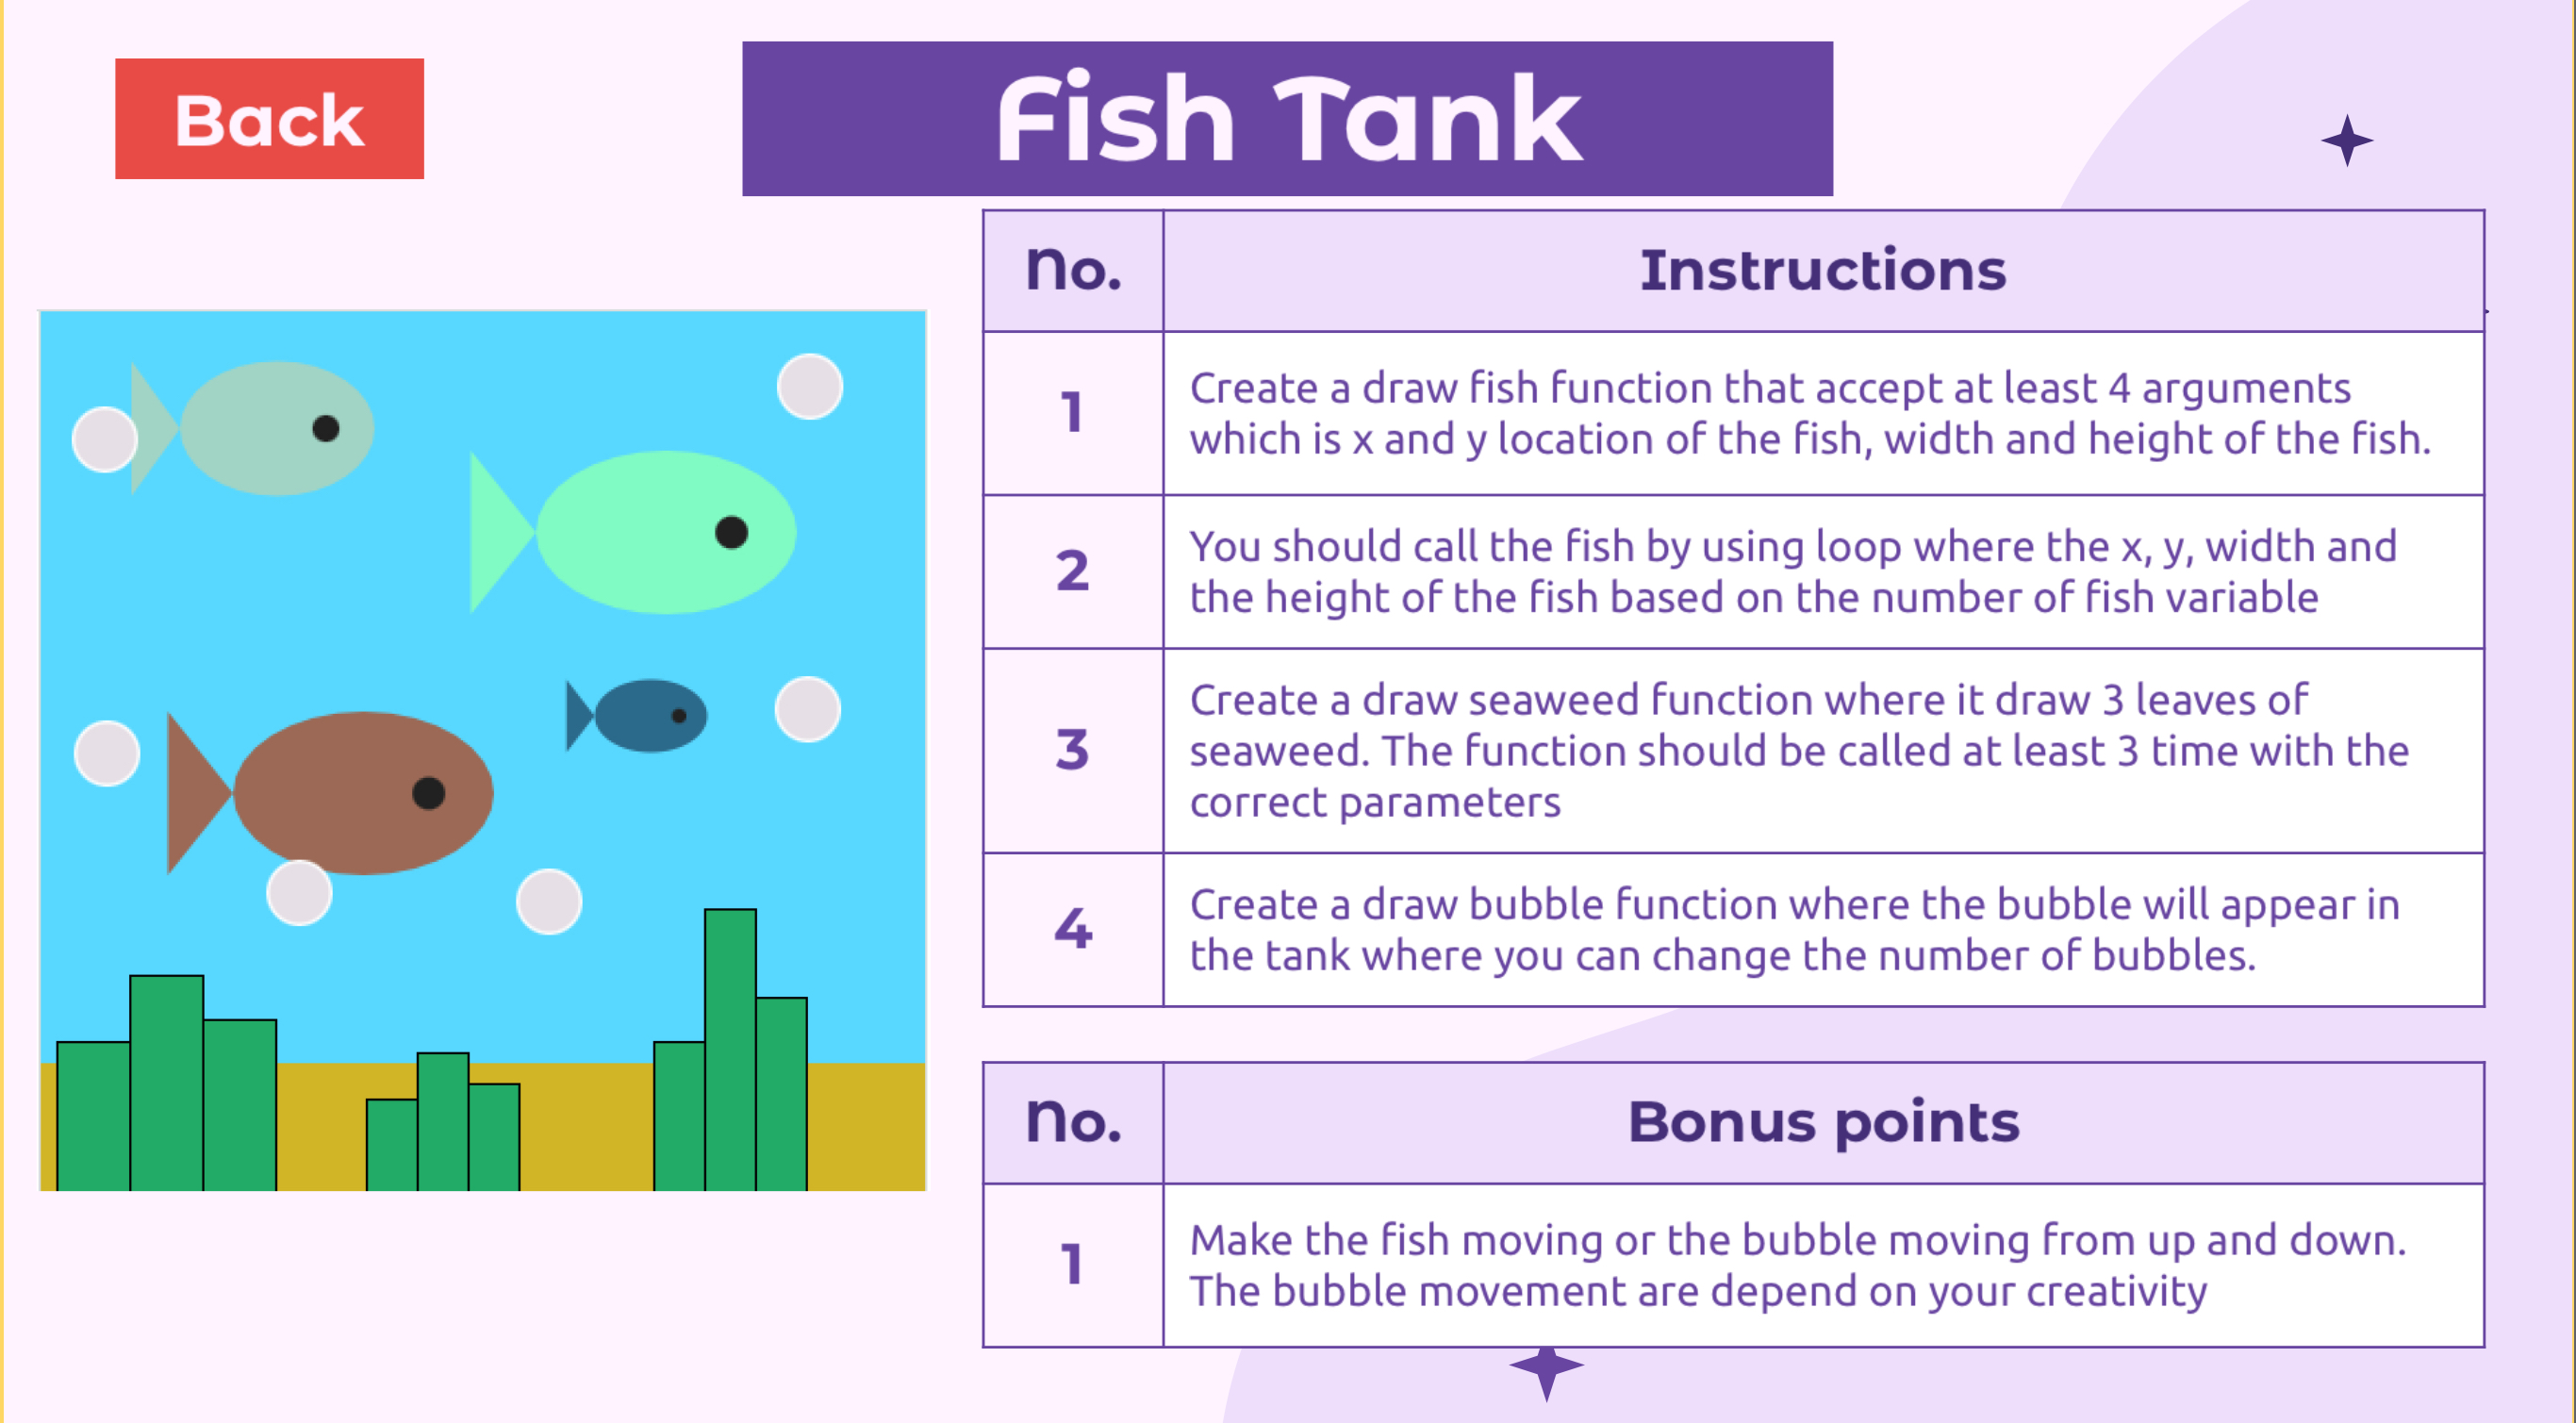 Back
Fish Tank
No.
Instructions
1
Create a draw fish function that accept at least 4 arguments
which is x and y location of the fish, width and height of the fish.
2
You should call the fish by using loop where the x, y, width and
the height of the fish based on the number of fish variable
3
Create a draw seaweed function where it draw 3 leaves of
seaweed. The function should be called at least 3 time with the
correct parameters
4
Create a draw bubble function where the bubble will appear in
the tank where you can change the number of bubbles.
No.
Bonus points
1
Make the fish moving or the bubble moving from up and down.
The bubble movement are depend on your creativity